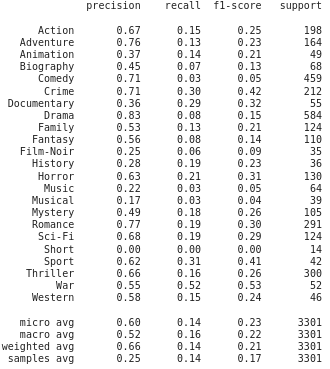 precision recall f1-score support
Action 0.67 0.15 0.25 198
Adventure 0.76 0.13 0.23 164
Animation 0.37 0.14 0.21 49
Biography 0.45 0.07 0.13 68
Comedy 0.71 0.03 0.05 459
Crime 0.71 0.30 0.42 212
Documentary 0.36 0.29 0.32 55
Drama 0.83 0.08 0.15 584
Family 0.53 0.13 0.21 124
Fantasy 0.56 0.08 0.14 110
Film-Noir 0.25 0.06 0.09 35
History 0.28 0.19 0.23 36
Horror 0.63 0.21 0.31 130
Music 0.22 0.03 0.05 64
Musical 0.17 0.03 0.04 39
Mystery 0.49 0.18 0.26 105
Romance 0.77 0.19 0.30 291
Sci-Fi 0.68 0.19 0.29 124
Short 0.00 0.00 0.00 14
Sport 0.62 0.31 0.41 42
Thriller 0.66 0.16 0.26 300
War 0.55 0.52 0.53 52
Western 0.58 0.15 0.24 46
micro avg 0.60 0.14 0.23 3301
macro avg 0.52 0.16 0.22 3301
weighted avg 0.66 0.14 0.21 3301
samples avg 0.25 0.14 0.17 3301